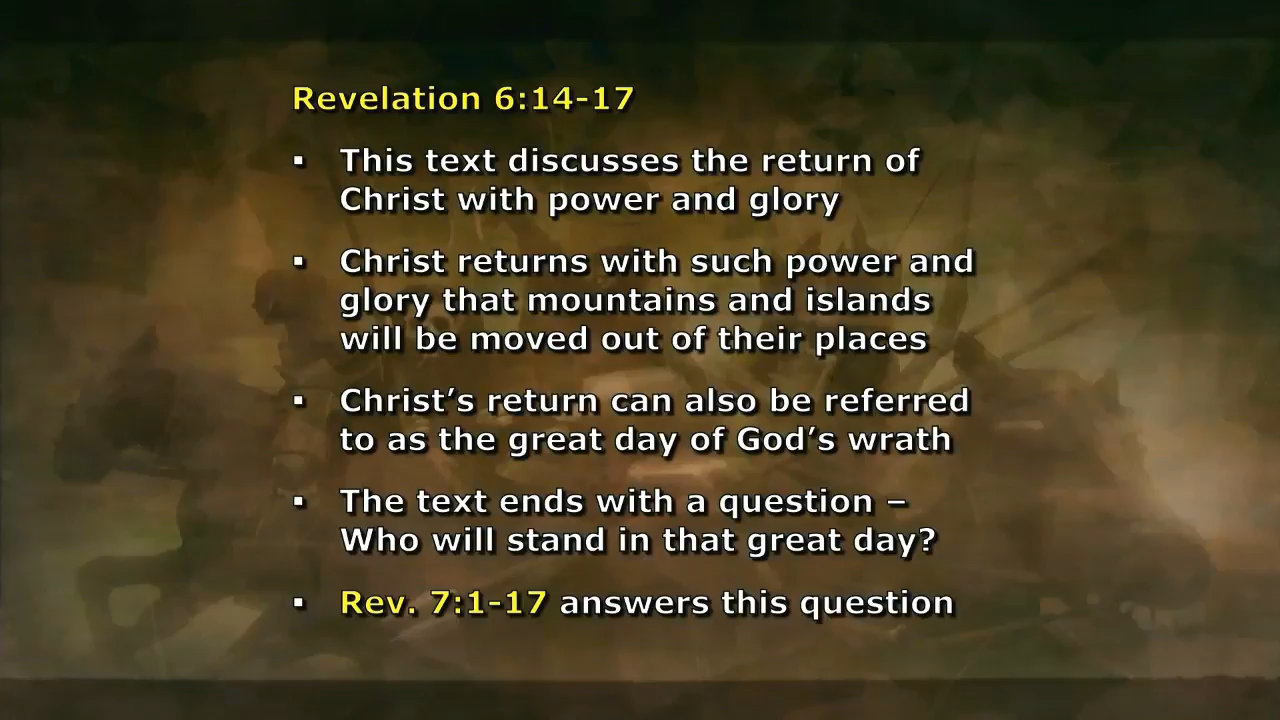 Revelation 6:14-17
▪ This text discusses the return of
Christ with power and glory
▪ Christ returns with such power and
glory that mountains and islands
will be moved out of their places
▪ Christ’s return can also be referred
to as the great day of God’s wrath
▪ The text ends with a question –
Who will stand in that great day?
▪ Rev. 7:1-17 answers this question